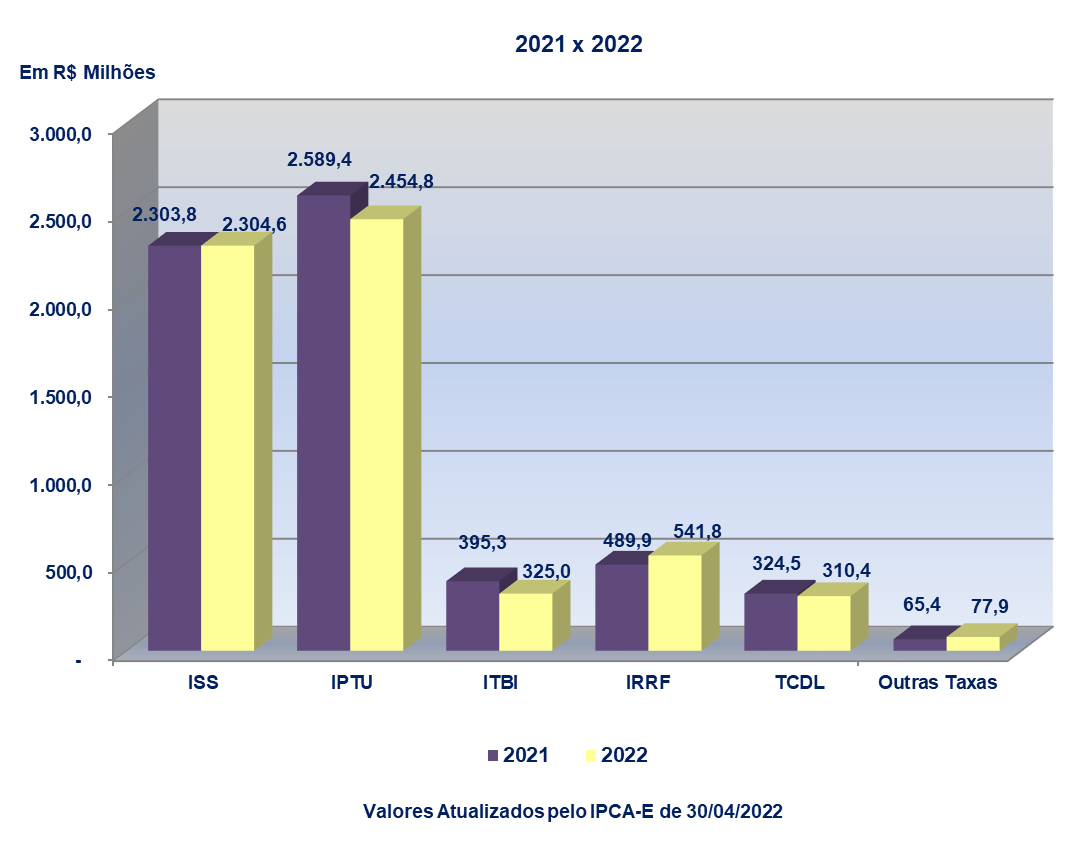 2021 x 2022
Em R$ Milhões
3.000,0
2.500,0
2.000,0
1.500,0
1.000,0
500,0
-
2.303,8
2.304,6
2.589,4
2.454,8
395,3
325,0
489,9
541,8
324,5
310,4
65,4
77,9
ISS
IPTU
ITBI
IRRF
TCDL
Outras Taxas
2021
2022
Valores Atualizados pelo IPCA-E de 30/04/2022